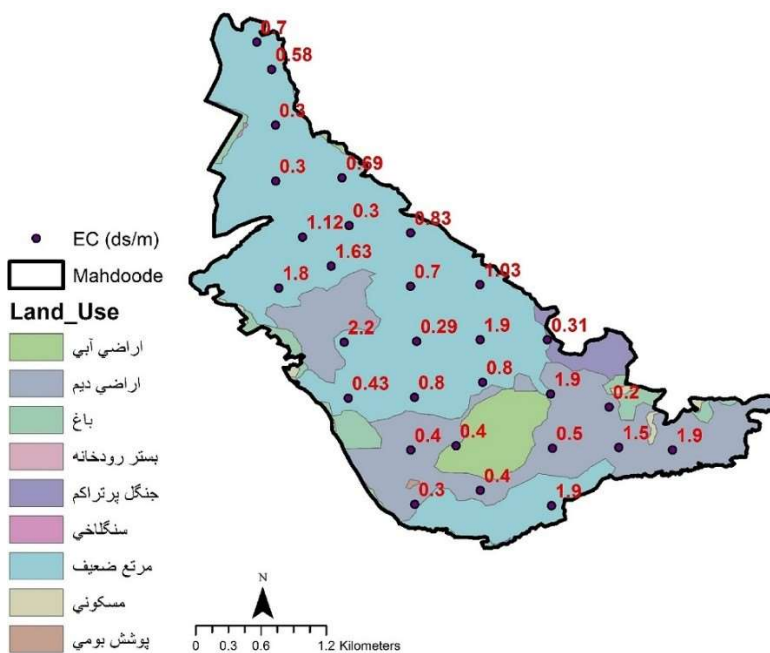 0.7
0.58
0.3
0.3
0.69
0.3
0.83
1.12
1.63
1.8
0.7
1.03
2.2
0.29
1.9
0.31
0.8
0.43
0.8
1.9
0.2
0.4
0.4
0.5
1.5
1.9
0.4
0.3
1.9
EC (ds/m)
Mahdoode
Land_Use
اراضي آبي
اراضي ديم
باغ
بستر رودخانه
جنگل پرتراكم
سنگلاخي
مرتع ضعيف
مسكوني
پوشش بومي
N
0 0.3 0.6 1.2 Kilometers